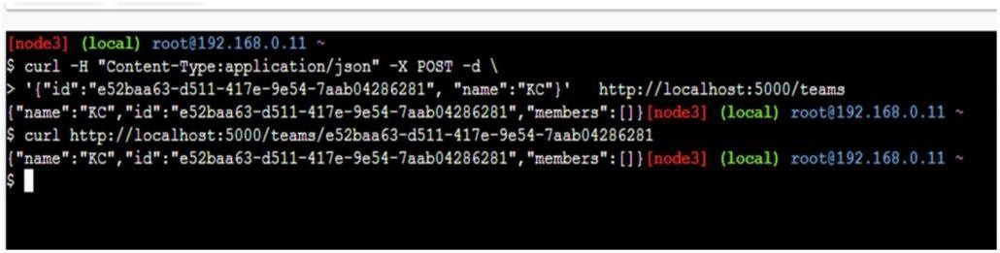 [node3] (local) root@192.168.0.11 ~
$ curl -H "Content-Type:application/json" -X POST -d \
> '{"id":"e52baa63-d511-417e-9e54-7aab04286281", "name":"KC"}' http://localhost:5000/teams
{"name":"KC","id":"e52baa63-d511-417e-9e54-7aab04286281","members":[]}[node3] (local) root@192.168.0.11 ~
$ curl http://localhost:5000/teams/e52baa63-d511-417e-9e54-7aab04286281
{"name":"KC","id":"e52baa63-d511-417e-9e54-7aab04286281","members":[]}[node3] (local) root@192.168.0.11 ~
$